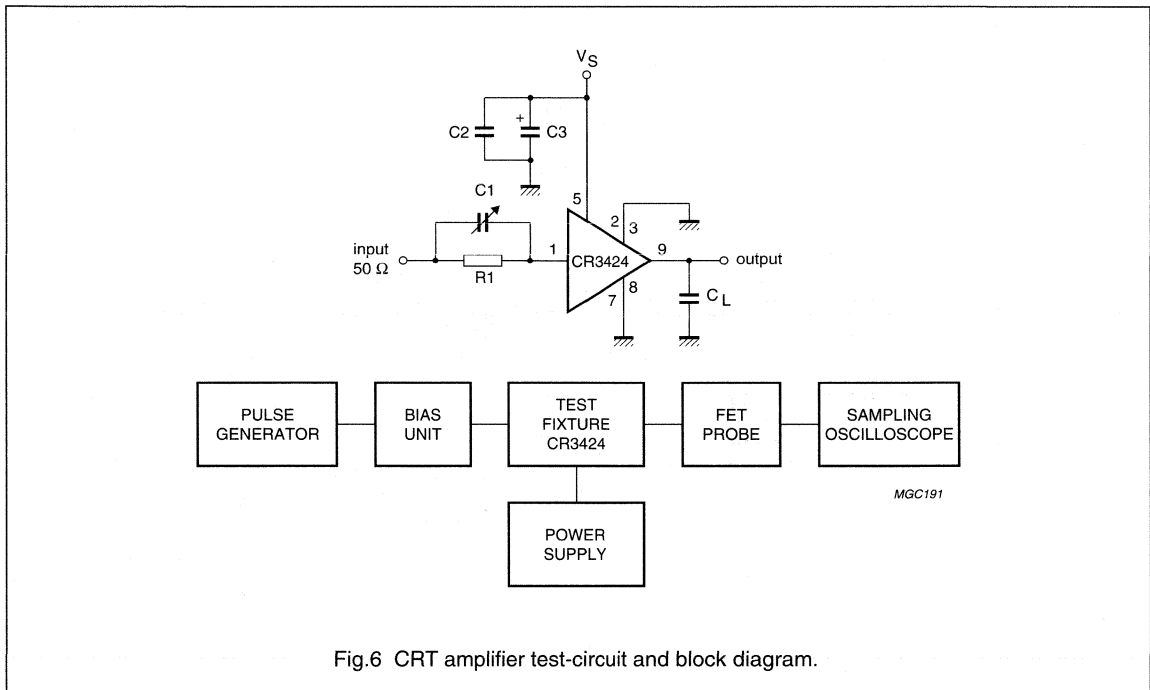 VS
C2
+
C3
C1
5
2
3
input
50 Ω
1
CR3424
9
output
R1
8
7
CL
PULSE
GENERATOR
BIAS
UNIT
TEST
FIXTURE
CR3424
FET
PROBE
SAMPLING
OSCILLOSCOPE
MGC191
POWER
SUPPLY
Fig.6 CRT amplifier test-circuit and block diagram.